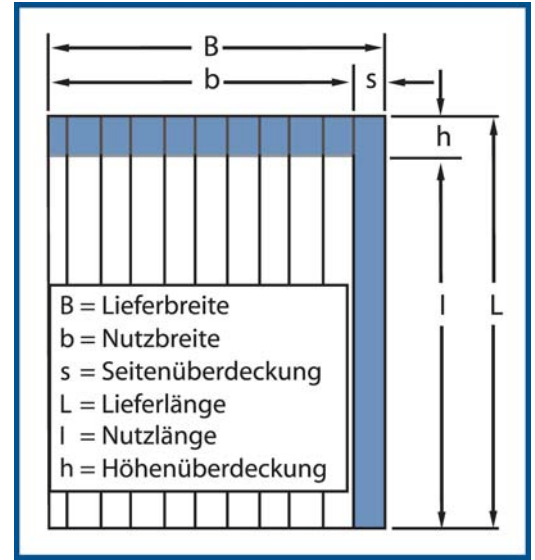 B
b
s
h
l
L
B = Lieferbreite
b = Nutzbreite
s = Seitenüberdeckung
L = Lieferlänge
l = Nutzlänge
h = Höhenüberdeckung